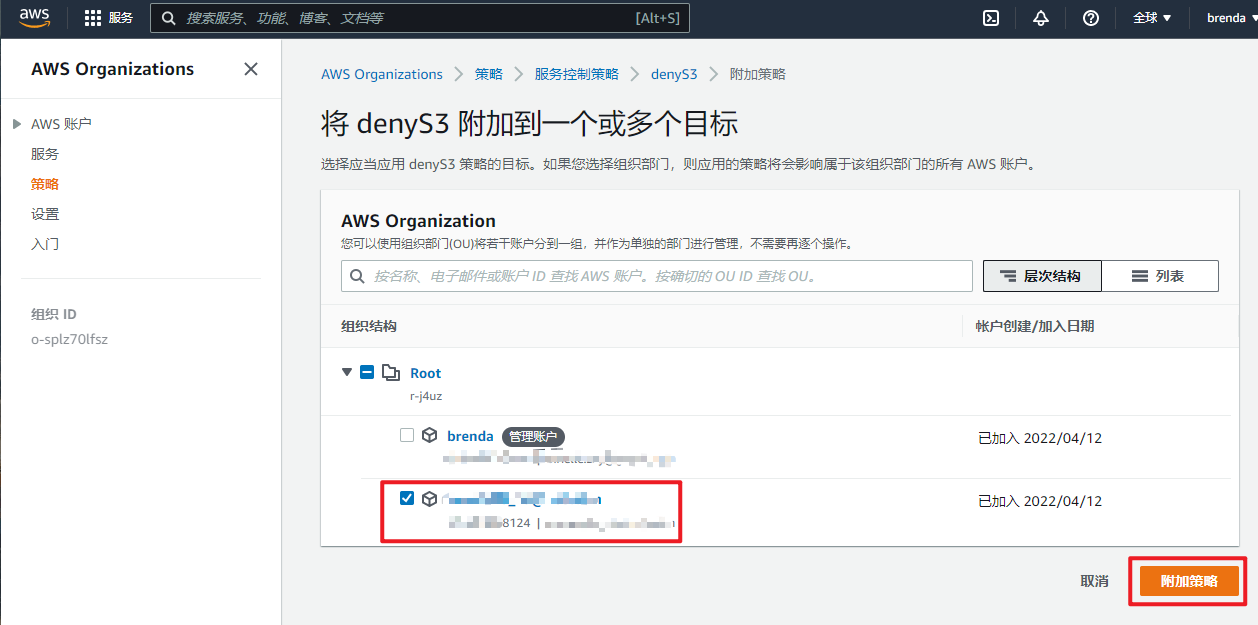 aws 服务 搜索服务、功能、博客、文档等 [Alt+S] 全球 brenda
AWS Organizations
AWS 账户
服务
策略
设置
入门
组织 ID
o-splz70lfsz
AWS Organizations 策略 服务控制策略 denyS3 附加策略
将 denyS3 附加到一个或多个目标
选择应当应用 denyS3 策略的目标。如果您选择组织部门，则应用的策略将会影响属于该组织部门的所有 AWS 账户。
AWS Organization
您可以使用组织部门(OU)将若干账户分到一组，并作为单独的部门进行管理，不需要再逐个操作。
按名称、电子邮件或账户 ID 查找 AWS 账户。按确切的 OU ID 查找 OU。
层次结构 列表
组织结构 帐户创建/加入日期
Root
r-j4uz
brenda 管理账户 已加入 2022/04/12
已加入 2022/04/12
8124 |
取消 附加策略